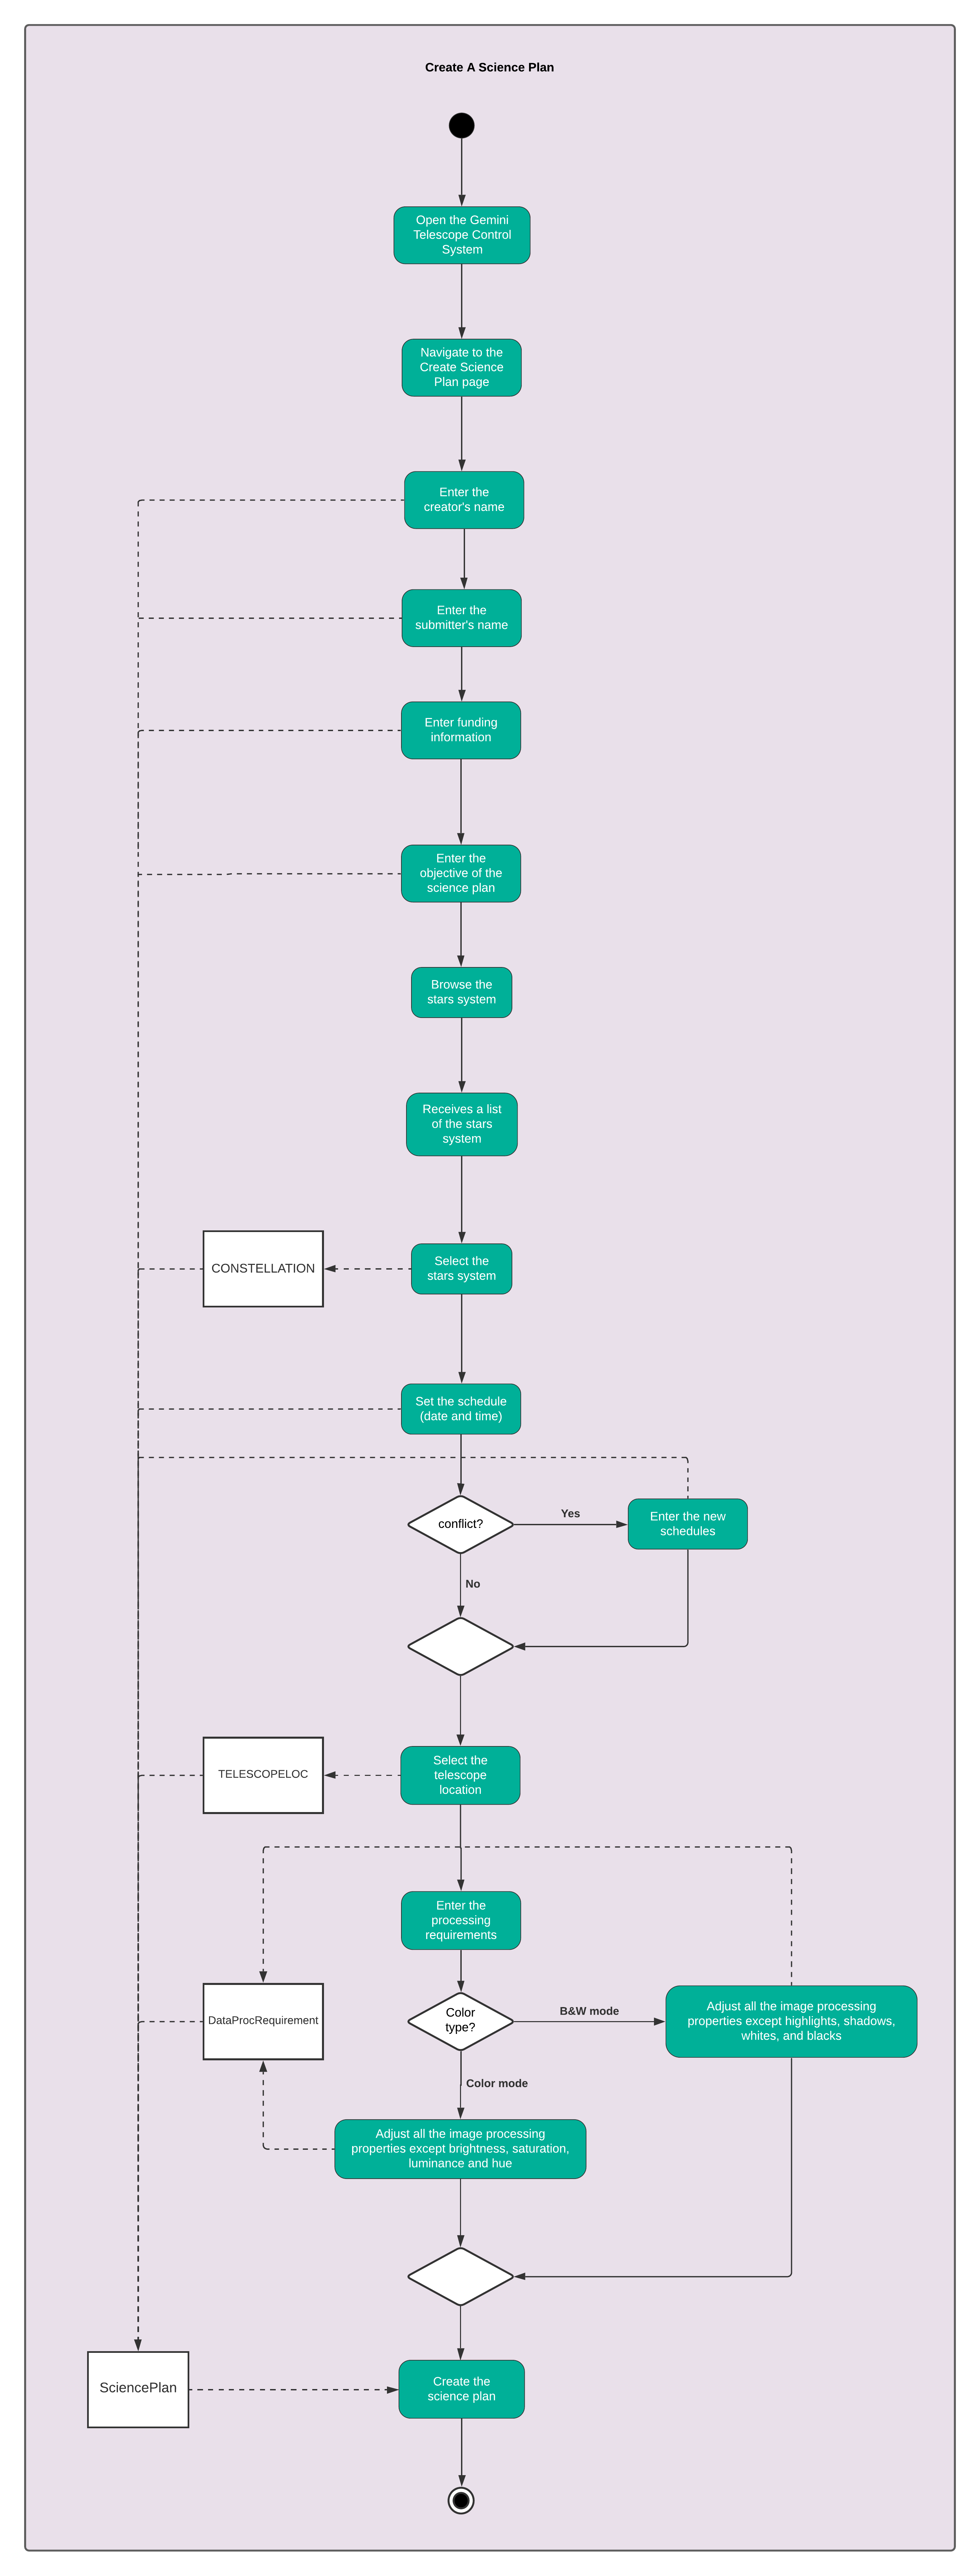 Create A Science Plan
Open the Gemini
Telescope Control
System
Navigate to the
Create Science
Plan page
Enter the
creator's name
Enter the
submitter's name
Enter funding
information
Enter the
objective of the
science plan
Browse the
stars system
Receives a list
of the stars
system
CONSTELLATION
Select the
stars system
Set the schedule
(date and time)
conflict?
Yes
Enter the new
schedules
No
TELESCOPELOC
Select the
telescope
location
Enter the
processing
requirements
DataProcRequirement
Color
type?
B&W mode
Adjust all the image processing
properties except highlights, shadows,
whites, and blacks
Color mode
Adjust all the image processing
properties except brightness, saturation,
luminance and hue
SciencePlan
Create the
science plan